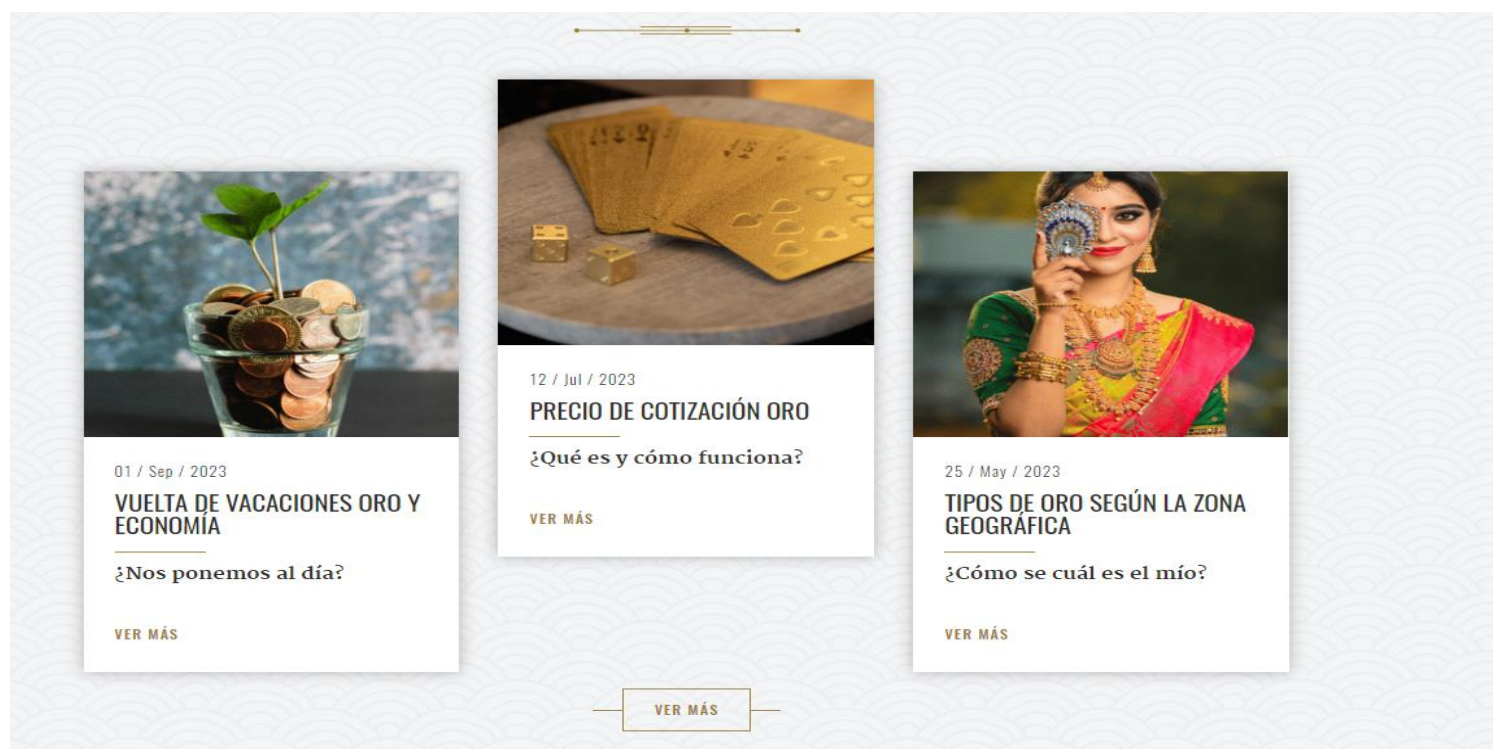 01 / Sep / 2023
VUELTA DE VACACIONES ORO Y
ECONOMÍA
¿Nos ponemos al día?
VER MÁS
12 / Jul / 2023
PRECIO DE COTIZACIÓN ORO
¿Qué es y cómo funciona?
VER MÁS
25 / May / 2023
TIPOS DE ORO SEGÚN LA ZONA
GEOGRÁFICA
¿Cómo se cuál es el mío?
VER MÁS
VER MÁS